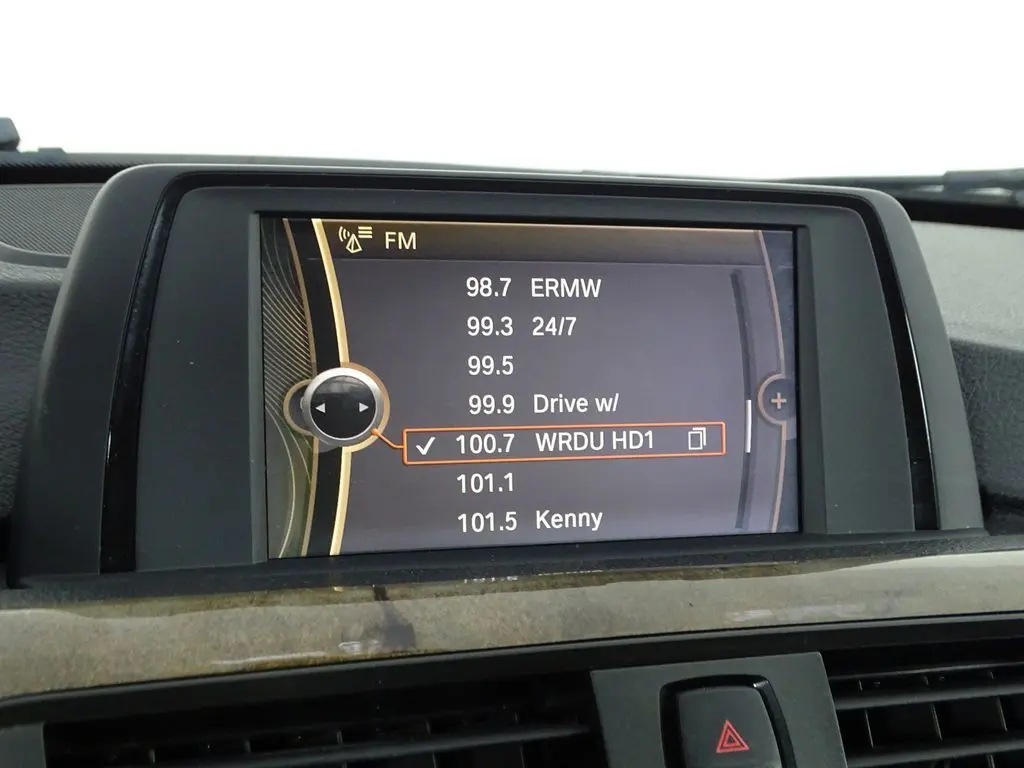 FM
98.7 ERMW
99.3 24/7
99.5
99.9 Drive w/
100.7 WRDU HD1
101.1
101.5 Kenny